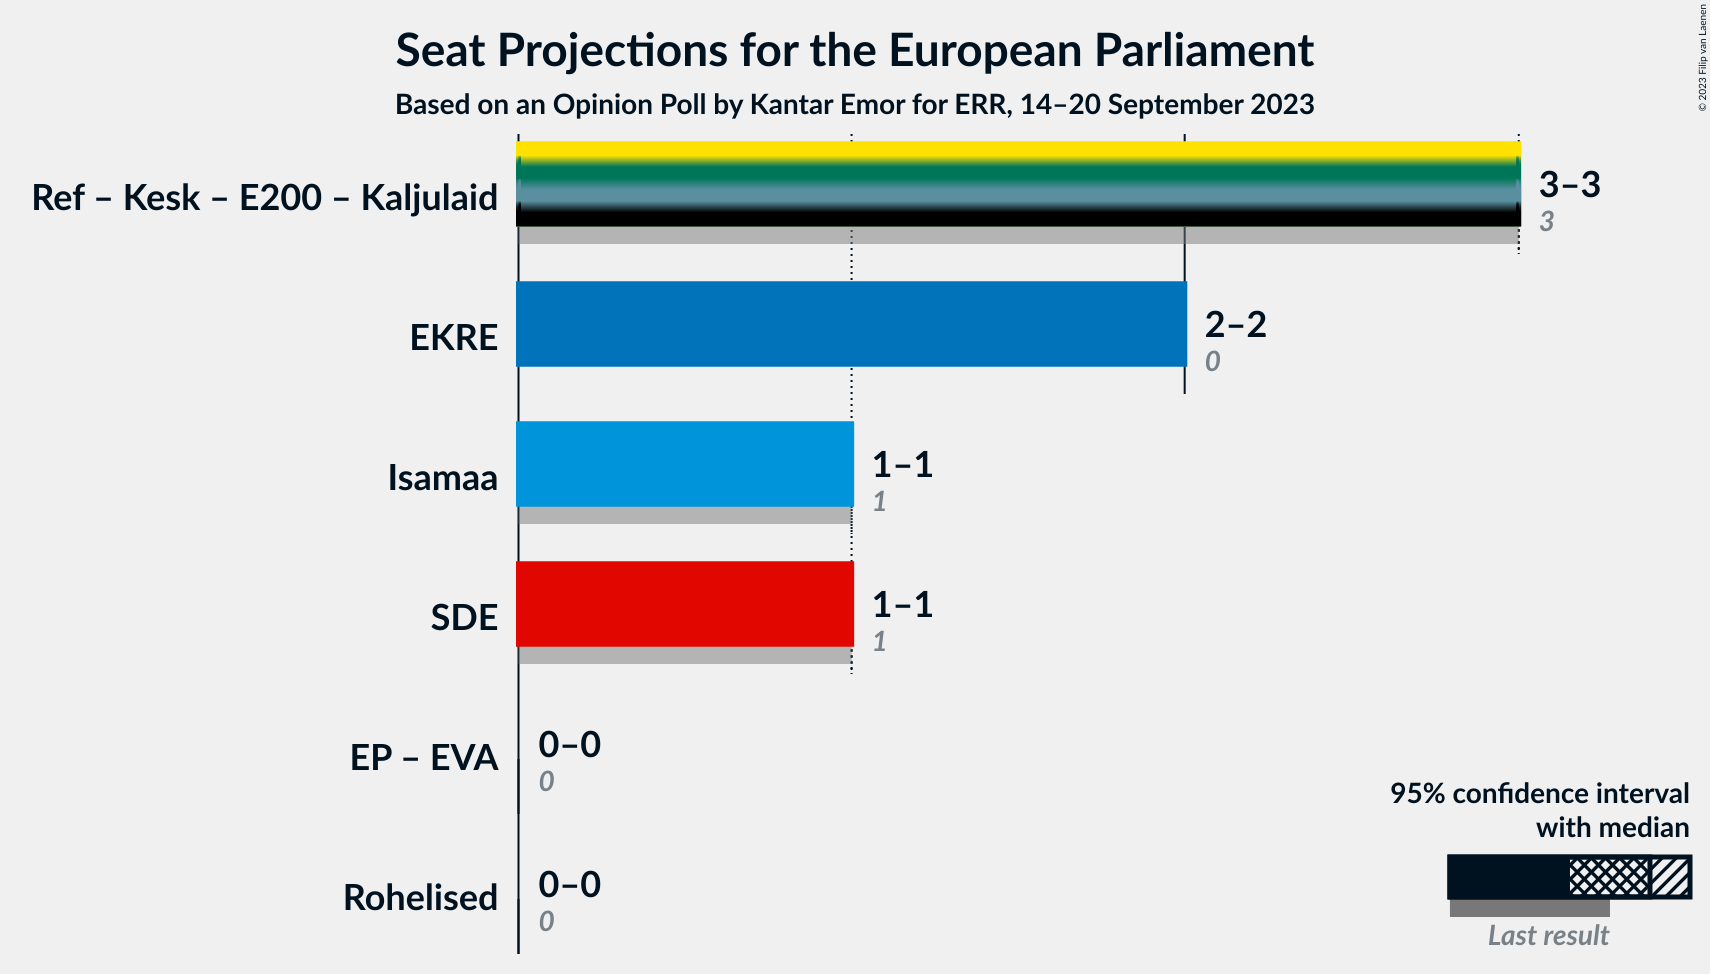 Seat Projections for the European Parliament
Based on an Opinion Poll by Kantar Emor for ERR, 14–20 September 2023
© 2023 Filip van Laenen
Ref – Kesk – E200 – Kaljulaid
3–3
3
EKRE
2–2
0
Isamaa
1–1
1
SDE
1–1
1
EP – EVA
0–0
0
Rohelised
0–0
0
95% confidence interval
with median
Last result